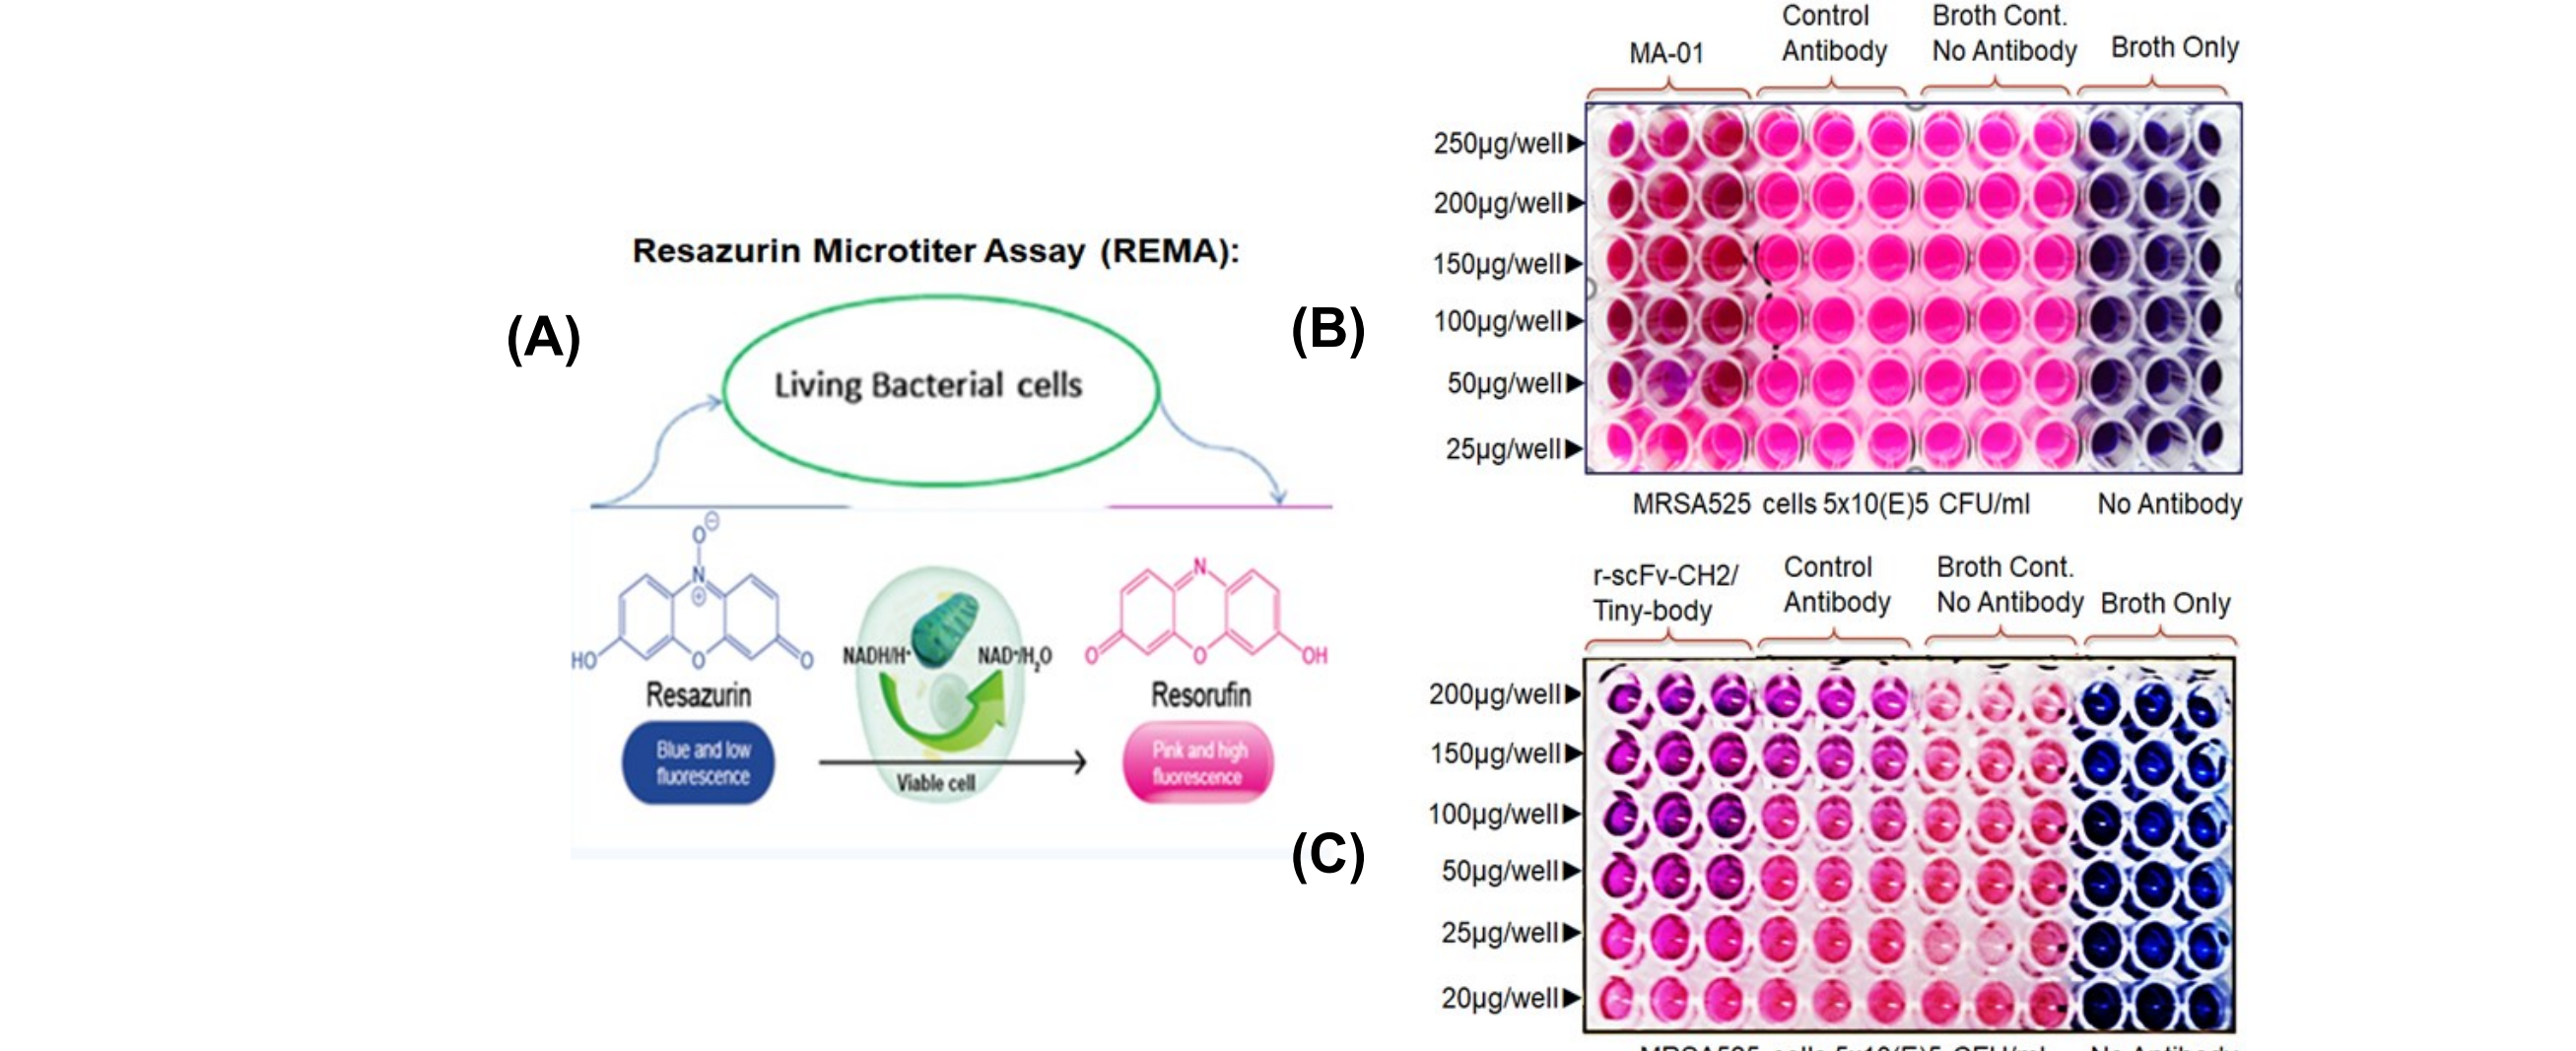 Resazurin Microtiter Assay (REMA):
(A)
Living Bacterial cells
O⊖
N
⊕
HO
O
O
Resazurin
Blue and low
fluorescence
NADH/H⁺
NAD⁺/H₂O
Viable cell
N
O
O
OH
Resorufin
Pink and high
fluorescence
(B)
MA-01
Control
Antibody
Broth Cont.
No Antibody
Broth Only
250µg/well
200µg/well
150µg/well
100µg/well
50µg/well
25µg/well
MRSA525 cells 5x10(E)5 CFU/ml
No Antibody
(C)
r-scFv-CH2/
Tiny-body
Control
Antibody
Broth Cont.
No Antibody
Broth Only
200µg/well
150µg/well
100µg/well
50µg/well
25µg/well
20µg/well